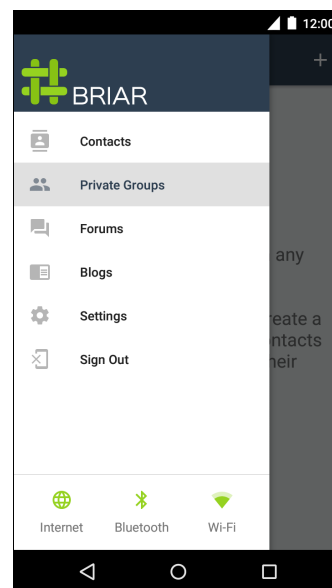 12:00
BRIAR
Contacts
Private Groups
Forums
any
Blogs
Settings
reate a
ntacts
Sign Out
heir
Internet Bluetooth Wi-Fi